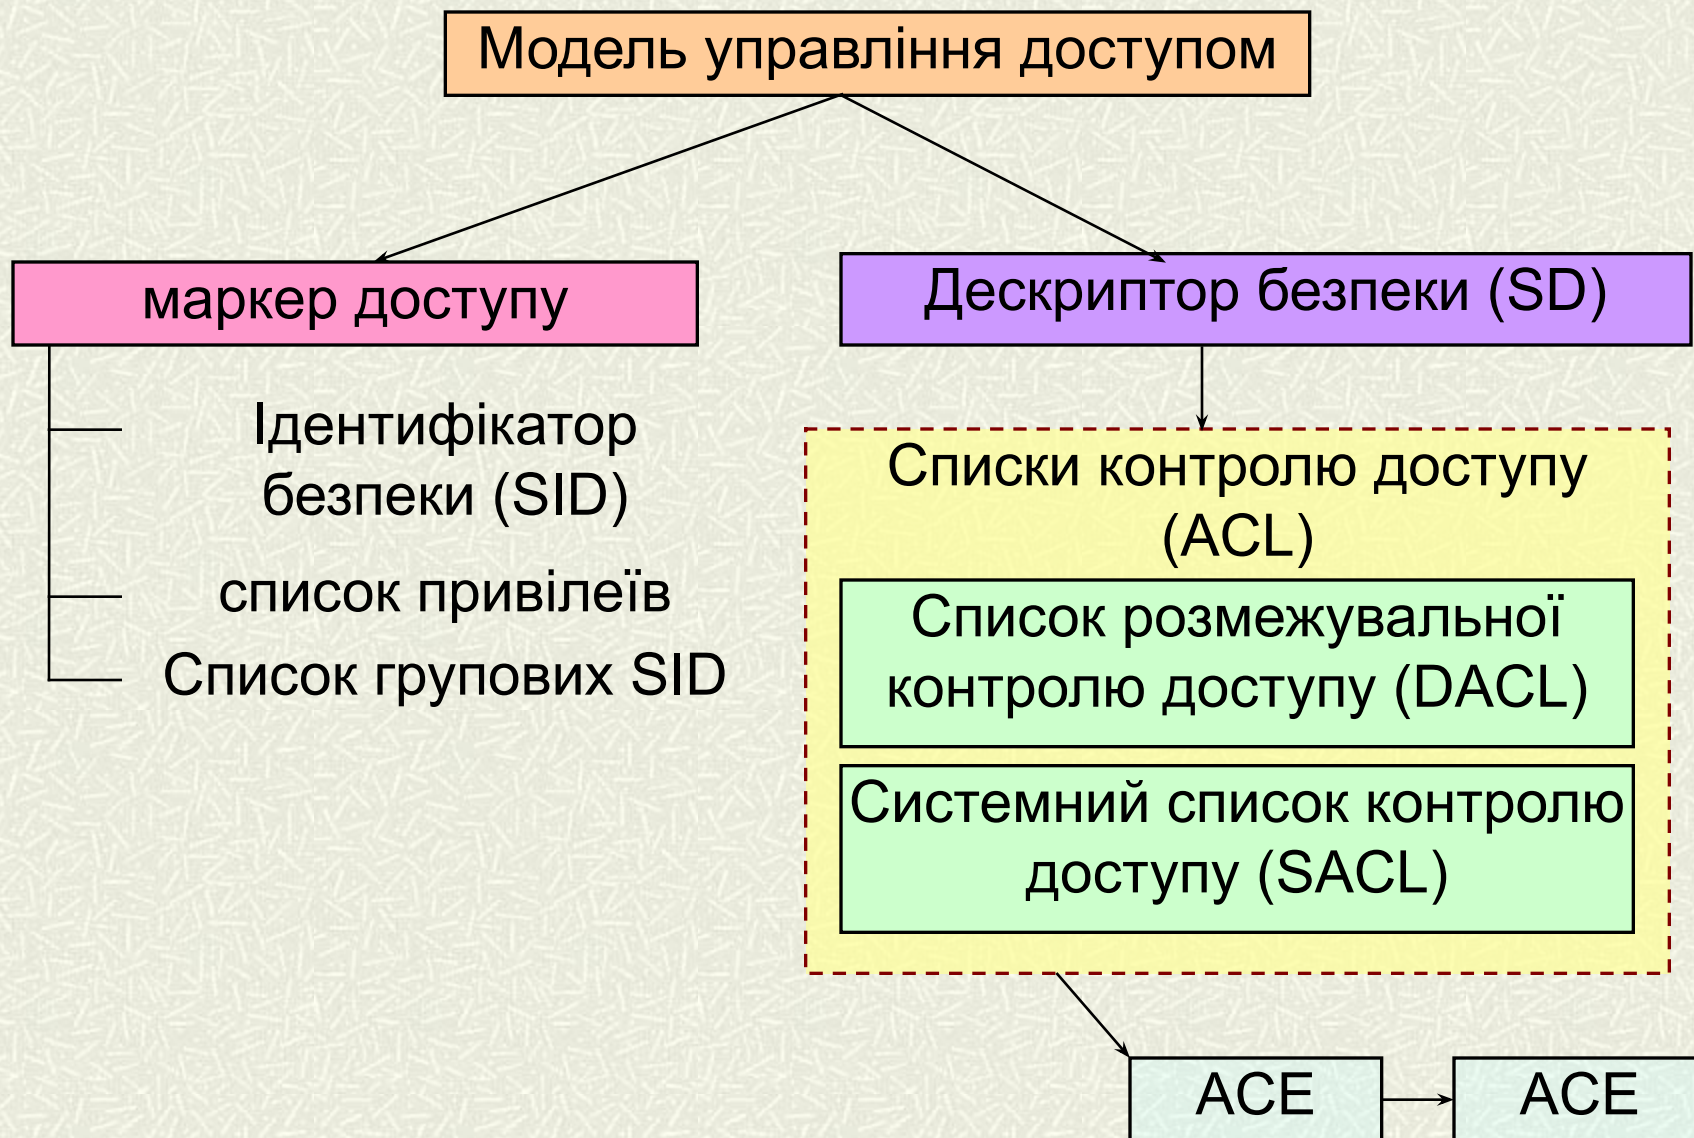 Модель управління доступом
маркер доступу
Дескриптор безпеки (SD)
Ідентифікатор
безпеки (SID)
список привілеїв
Список групових SID
Списки контролю доступу
(ACL)
Список розмежувальної
контролю доступу (DACL)
Системний список контролю
доступу (SACL)
ACE
ACE